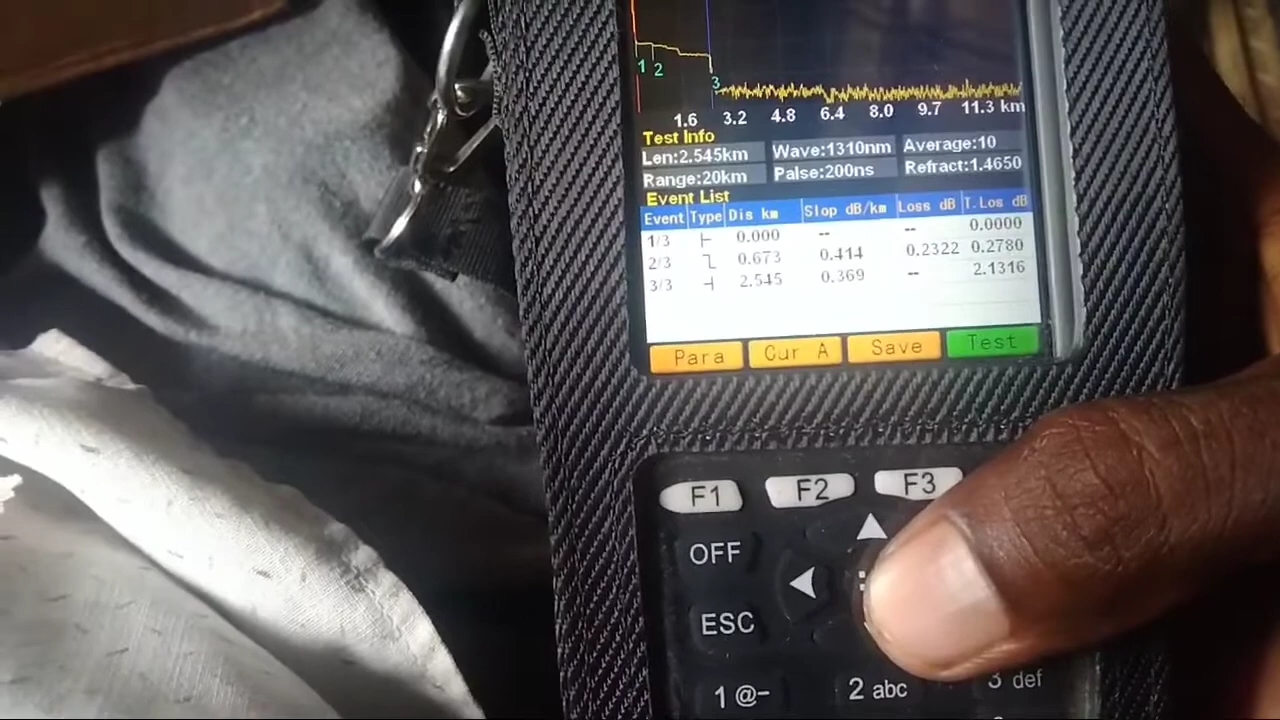 1 2 3
1.6 3.2 4.8 6.4 8.0 9.7 11.3 km
Test Info
Len:2.545km Wave:1310nm Average:10
Range:20km Palse:200ns Refract:1.4650
Event List
Event Type Dis km Slop dB/km Loss dB T.Los dB
1/3 0.000 -- -- 0.0000
2/3 0.673 0.414 0.2322 0.2780
3/3 2.545 0.369 -- 2.1316
Para Cur A Save Test
F1 F2 F3
OFF
ESC
1 @- 2 abc 3 def